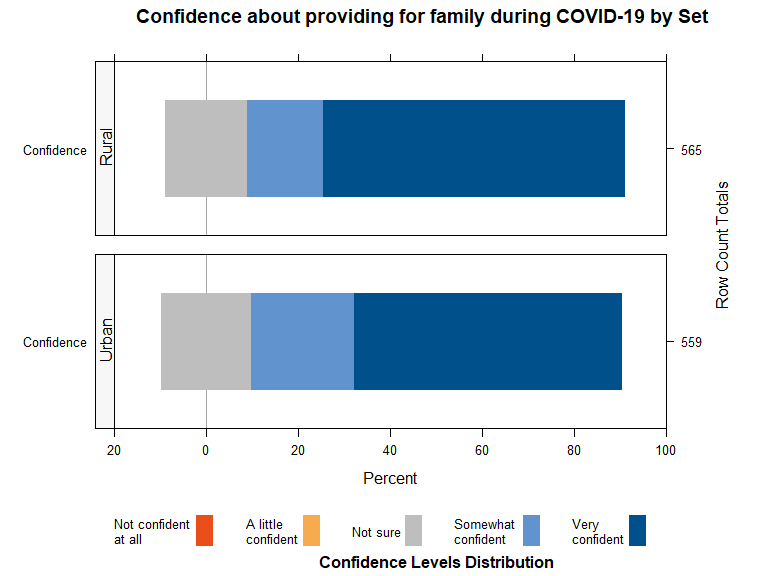 Confidence about providing for family during COVID-19 by Set
Confidence
Rural
565
Confidence
Urban
559
Row Count Totals
20 0 20 40 60 80 100
Percent
Not confident
at all
A little
confident
Not sure
Somewhat
confident
Very
confident
Confidence Levels Distribution